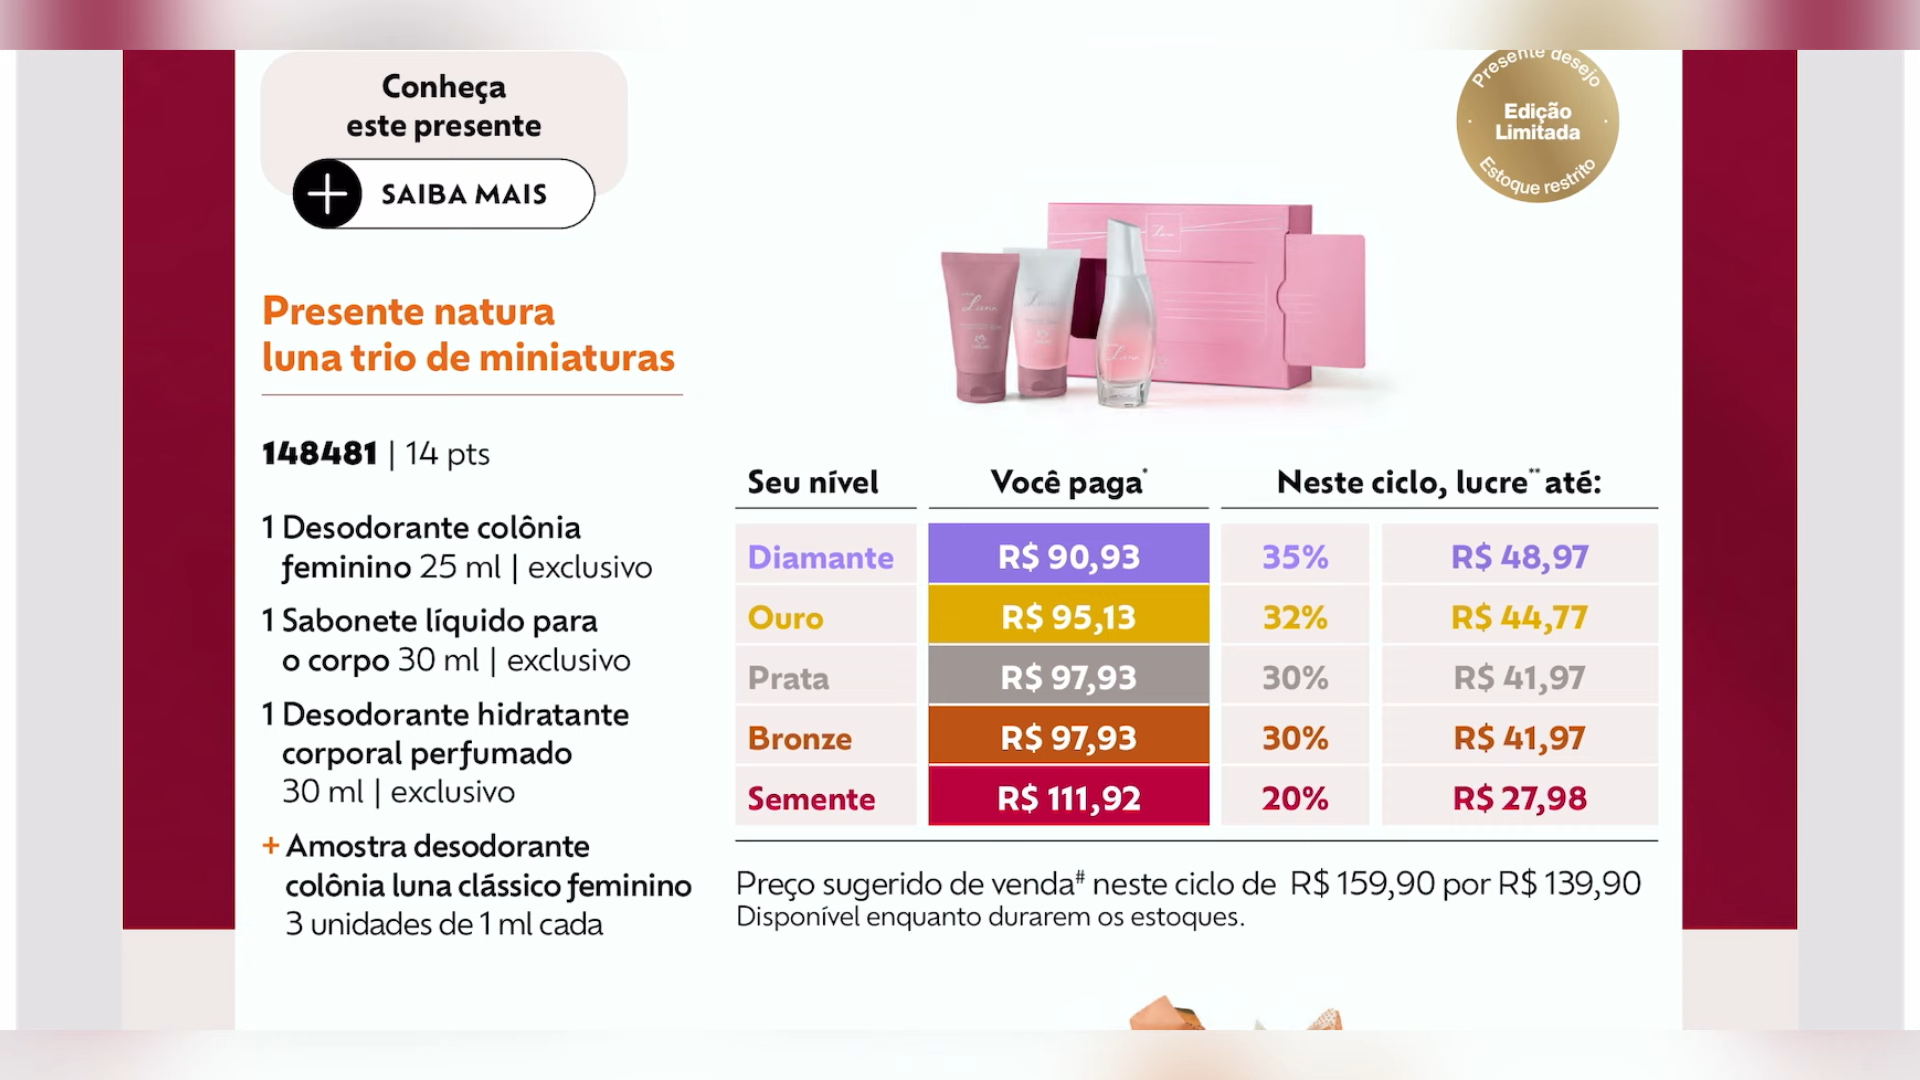 Conheça
este presente
SAIBA MAIS
Presente desejo
Edição
Limitada
Estoque restrito
Presente natura
luna trio de miniaturas
148481 | 14 pts
1 Desodorante colônia
feminino 25 ml | exclusivo
1 Sabonete líquido para
o corpo 30 ml | exclusivo
1 Desodorante hidratante
corporal perfumado
30 ml | exclusivo
+ Amostra desodorante
colônia luna clássico feminino
3 unidades de 1 ml cada
Luna
Luna
Luna
Seu nível Você paga* Neste ciclo, lucre** até:
Diamante R$ 90,93 35% R$ 48,97
Ouro R$ 95,13 32% R$ 44,77
Prata R$ 97,93 30% R$ 41,97
Bronze R$ 97,93 30% R$ 41,97
Semente R$ 111,92 20% R$ 27,98
Preço sugerido de venda# neste ciclo de R$ 159,90 por R$ 139,90
Disponível enquanto durarem os estoques.